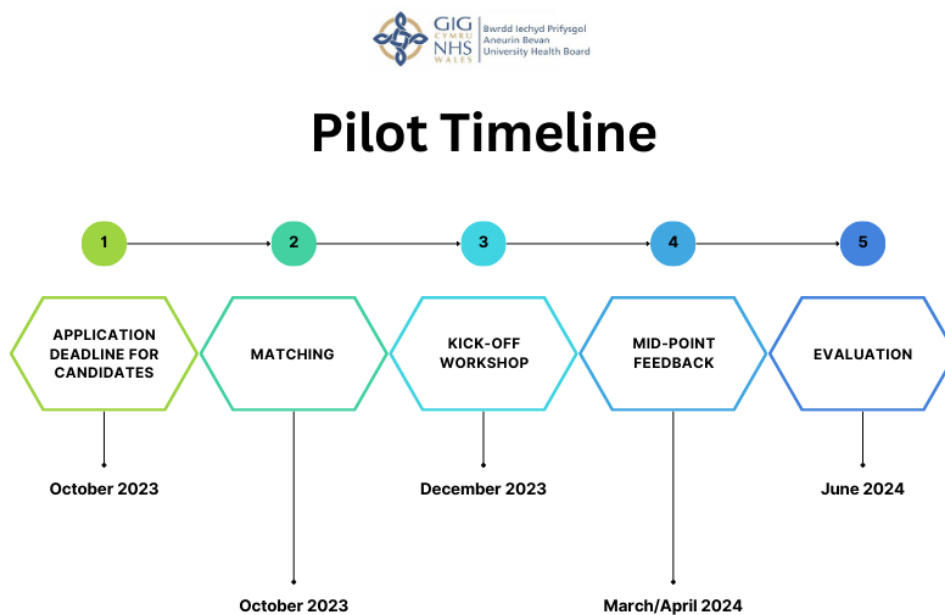 GIG
CYMRU
NHS
WALES
Bwrdd Iechyd Prifysgol
Aneurin Bevan
University Health Board
Pilot Timeline
1
2
3
4
5
APPLICATION
DEADLINE FOR
CANDIDATES
MATCHING
KICK-OFF
WORKSHOP
MID-POINT
FEEDBACK
EVALUATION
October 2023
October 2023
December 2023
March/April 2024
June 2024